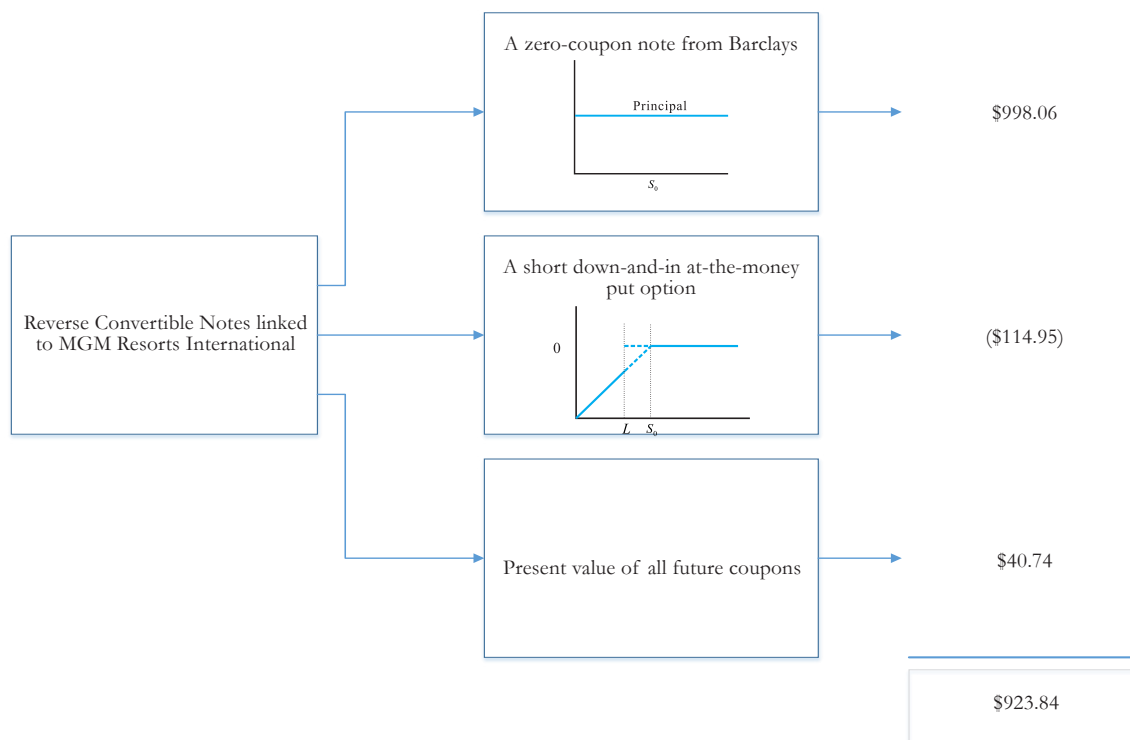 A zero-coupon note from Barclays
Principal
S₀
$998.06
Reverse Convertible Notes linked
to MGM Resorts International
A short down-and-in at-the-money
put option
0
L
S₀
($114.95)
Present value of all future coupons
$40.74
$923.84